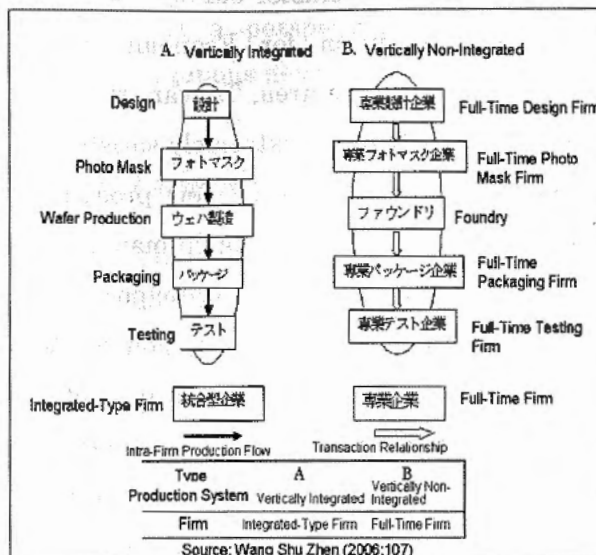 A. Vertically Integrated
B. Vertically Non-Integrated
Design 設計
専業設計企業 Full-Time Design Firm
Photo Mask フォトマスク
専業フォトマスク企業 Full-Time Photo
Mask Firm
Wafer Production ウェハ製造
ファウンドリ Foundry
Packaging パッケージ
専業パッケージ企業 Full-Time
Packaging Firm
Testing テスト
専業テスト企業 Full-Time Testing
Firm
Integrated-Type Firm 統合型企業
専業企業 Full-Time Firm
Intra-Firm Production Flow
Transaction Relationship
Type A B
Production System Vertically Integrated Vertically Non-
Integrated
Firm Integrated-Type Firm Full-Time Firm
Source: Wang Shu Zhen (2006:107)